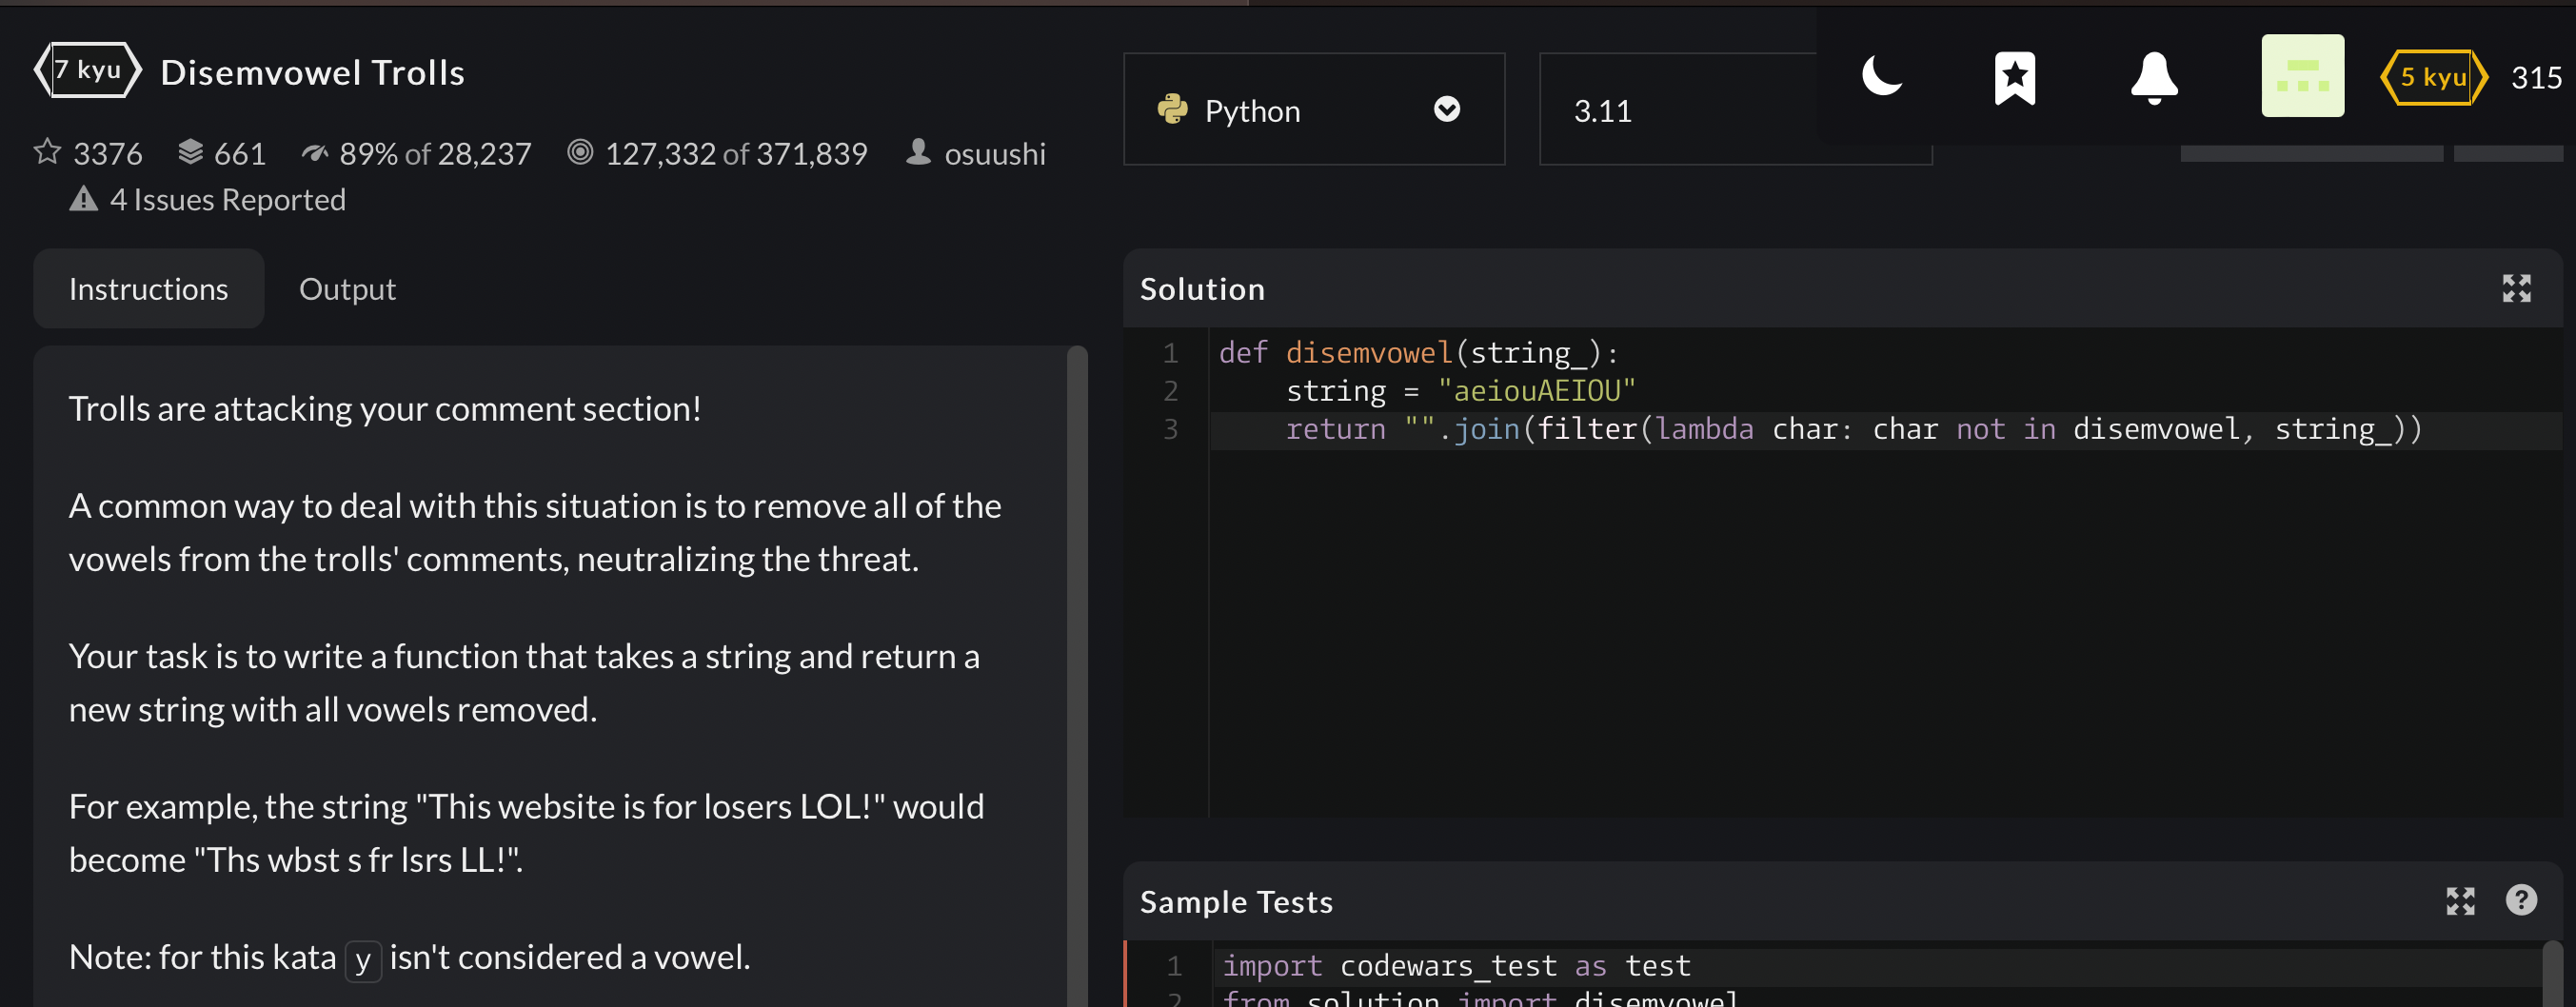 7 kyu Disemvowel Trolls
3376 661 89% of 28,237 127,332 of 371,839 osuushi
4 Issues Reported
Python
3.11
5 kyu 315
Instructions Output
Trolls are attacking your comment section!
A common way to deal with this situation is to remove all of the
vowels from the trolls' comments, neutralizing the threat.
Your task is to write a function that takes a string and return a
new string with all vowels removed.
For example, the string "This website is for losers LOL!" would
become "Ths wbst s fr lsrs LL!".
Note: for this kata y isn't considered a vowel.
Solution
1 def disemvowel(string_):
2     string = "aeiouAEIOU"
3     return "".join(filter(lambda char: char not in disemvowel, string_))
Sample Tests
1 import codewars_test as test
2 from solution import disemvowel